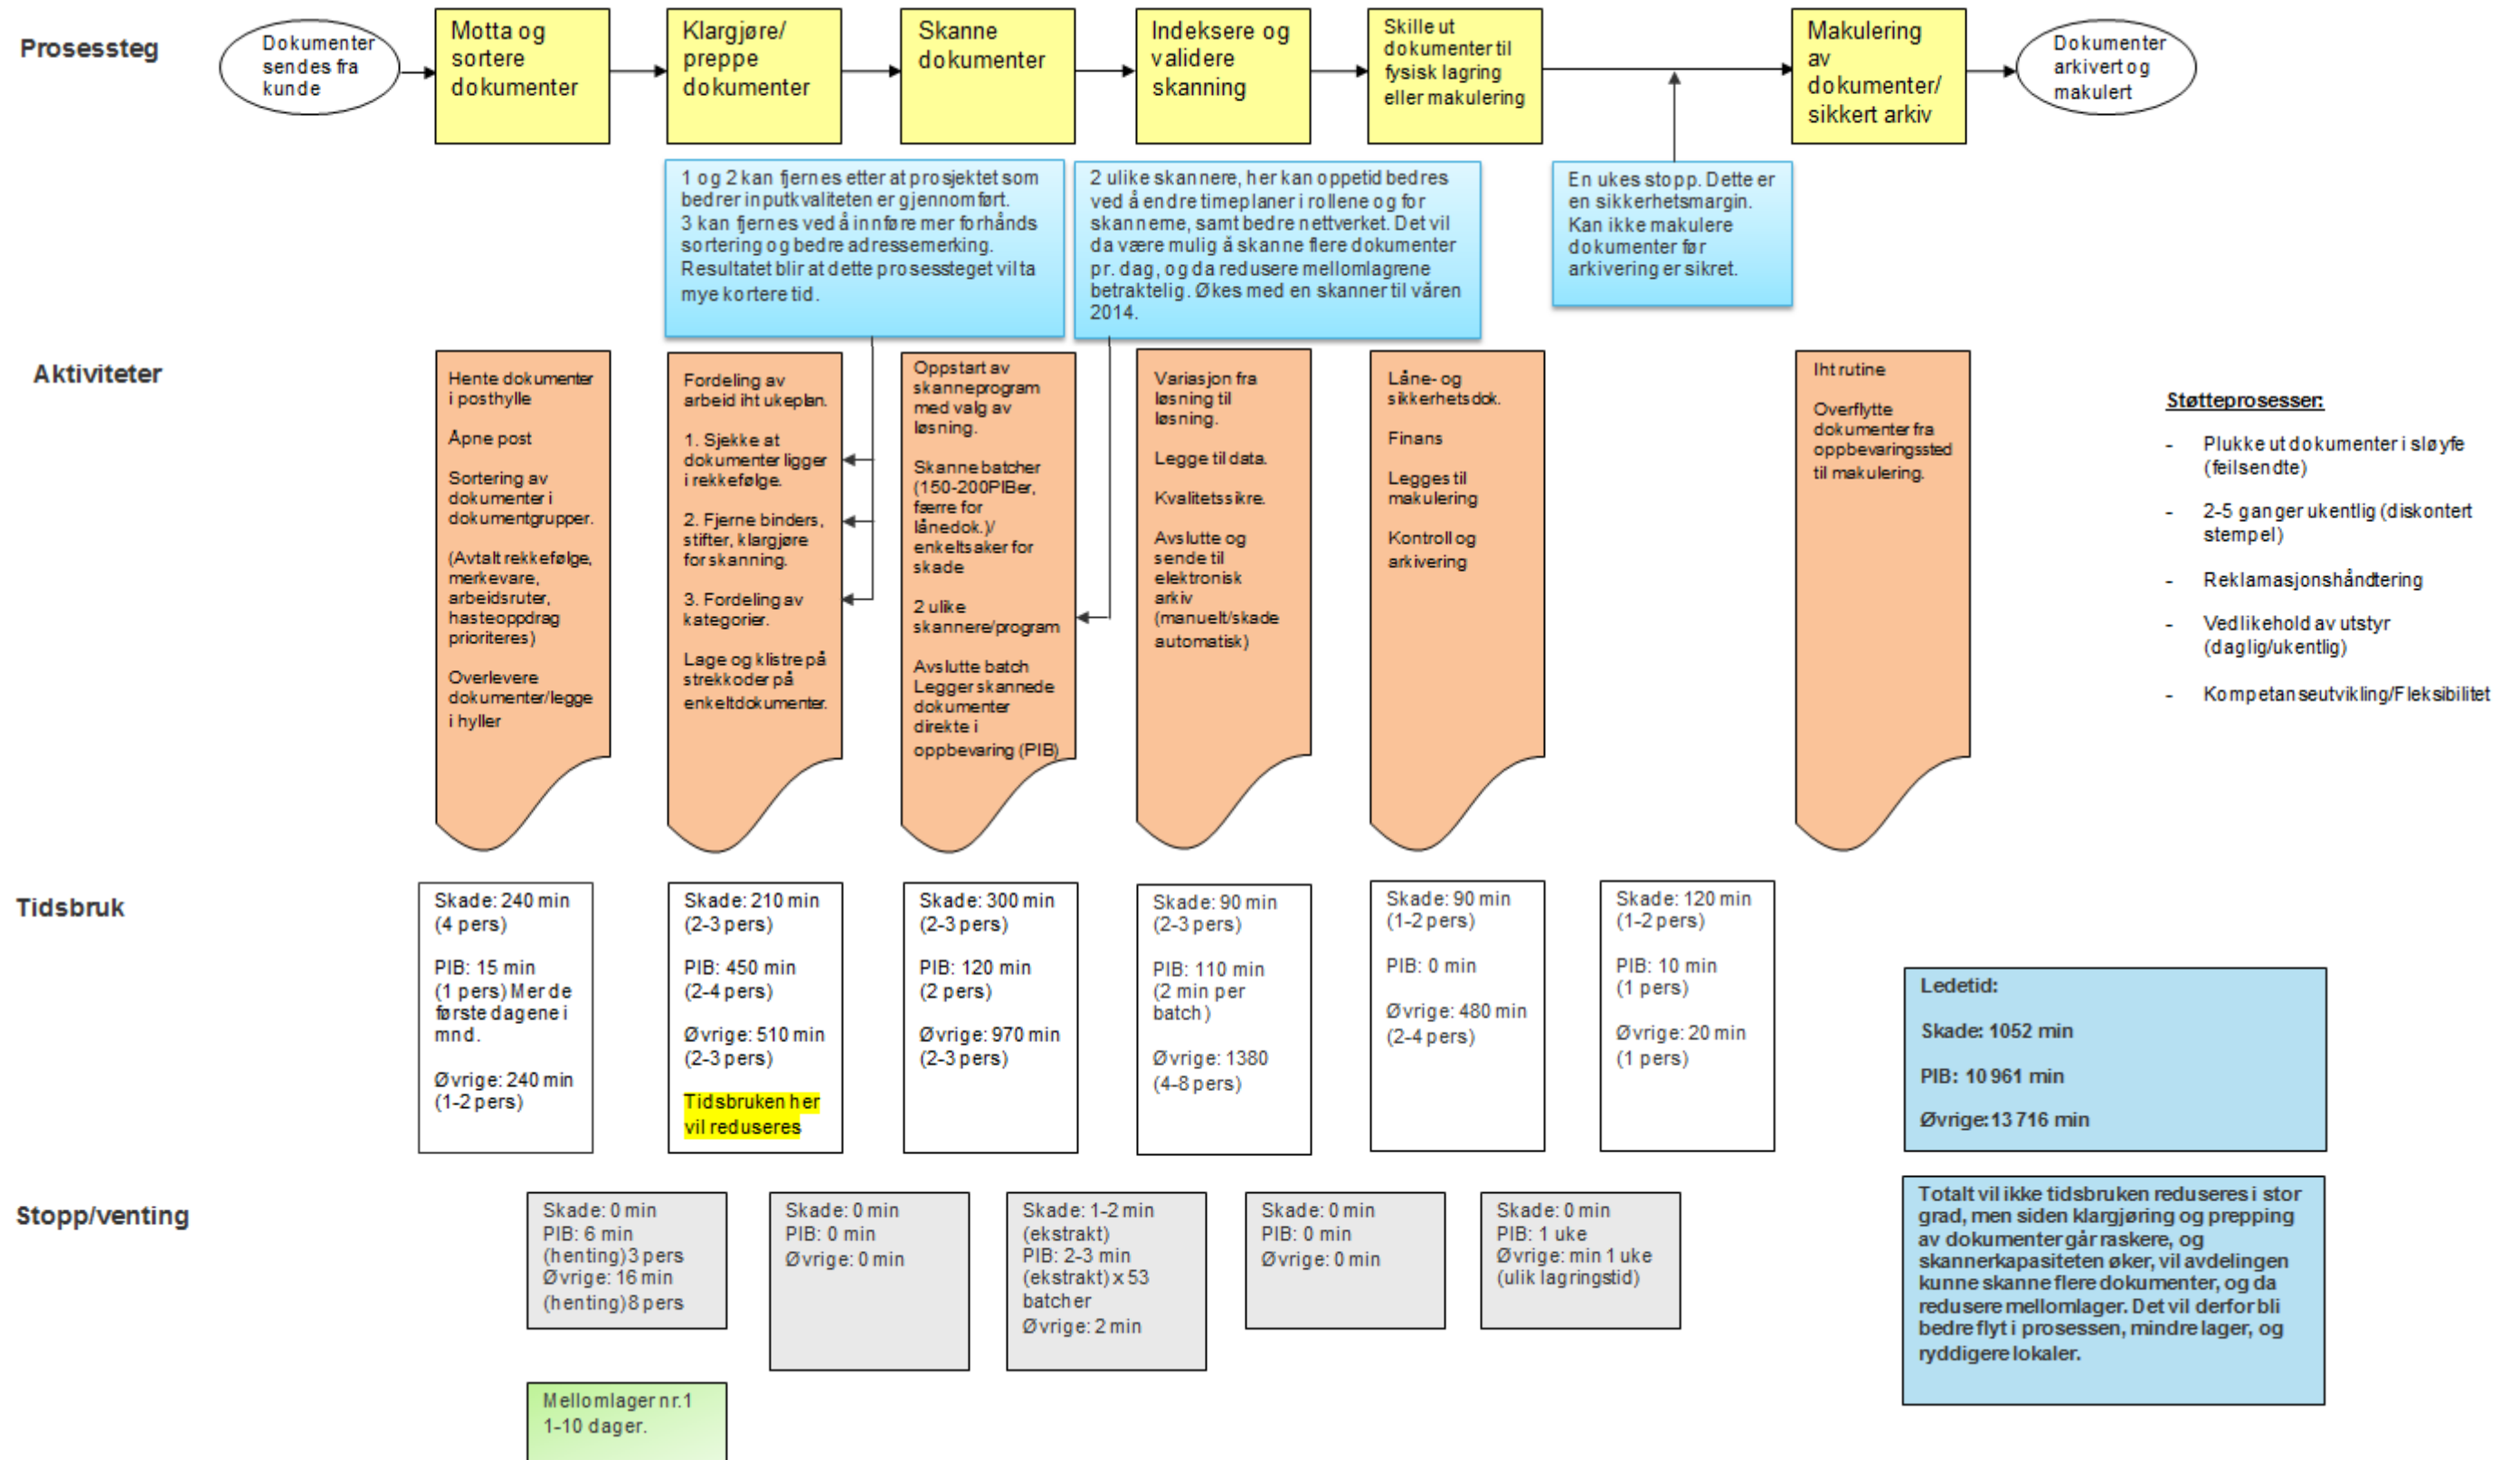 Prosessteg
Dokumenter
sendes fra
kunde
Motta og
sortere
dokumenter
Klargjøre/
preppe
dokumenter
Skanne
dokumenter
Indeksere og
validere
skanning
Skille ut
dokumenter til
fysisk lagring
eller makulering
Makulering
av
dokumenter/
sikkert arkiv
Dokumenter
arkivert og
makulert
1 og 2 kan fjernes etter at prosjektet som
bedrer inputkvaliteten er gjennomført.
3 kan fjernes ved å innføre mer forhånds
sortering og bedre adressemerking.
Resultatet blir at dette prosessteget vil ta
mye kortere tid.
2 ulike skannere, her kan oppetid bedres
ved å endre timeplaner i rollene og for
skannerne, samt bedre nettverket. Det vil
da være mulig å skanne flere dokumenter
pr. dag, og da redusere mellomlagrene
betraktelig. Økes med en skanner til våren
2014.
En ukes stopp. Dette er
en sikkerhetsmargin.
Kan ikke makulere
dokumenter før
arkivering er sikret.
Aktiviteter
Hente dokumenter
i posthylle
Åpne post
Sortering av
dokumenter i
dokumentgrupper.
(Avtalt rekkefølge,
merkevare,
arbeidsruter,
hasteoppdrag
prioriteres)
Overlevere
dokumenter/legge
i hyller
Fordeling av
arbeid iht ukeplan.
1. Sjekke at
dokumenter ligger
i rekkefølge.
2. Fjerne binders,
stifter, klargjøre
for skanning.
3. Fordeling av
kategorier.
Lage og klistre på
strekkoder på
enkeltdokumenter.
Oppstart av
skanneprogram
med valg av
løsning.
Skanne batcher
(150-200PIBer,
færre for
lånedok.)/
enkeltsaker for
skade
2 ulike
skannere/program
Avslutte batch
Legger skannede
dokumenter
direkte i
oppbevaring (PIB)
Variasjon fra
løsning til
løsning.
Legge til data.
Kvalitetssikre.
Avslutte og
sende til
elektronisk
arkiv
(manuelt/skade
automatisk)
Låne- og
sikkerhetsdok.
Finans
Legges til
makulering
Kontroll og
arkivering
Iht rutine
Overflytte
dokumenter fra
oppbevaringssted
til makulering.
Støtteprosesser:
- Plukke ut dokumenter i sløyfe
(feilsendte)
- 2-5 ganger ukentlig (diskontert
stempel)
- Reklamasjonshåndtering
- Vedlikehold av utstyr
(daglig/ukentlig)
- Kompetanseutvikling/Fleksibilitet
Tidsbruk
Skade: 240 min
(4 pers)
PIB: 15 min
(1 pers) Mer de
første dagene i
mnd.
Øvrige: 240 min
(1-2 pers)
Skade: 210 min
(2-3 pers)
PIB: 450 min
(2-4 pers)
Øvrige: 510 min
(2-3 pers)
Tidsbruken her
vil reduseres
Skade: 300 min
(2-3 pers)
PIB: 120 min
(2 pers)
Øvrige: 970 min
(2-3 pers)
Skade: 90 min
(2-3 pers)
PIB: 110 min
(2 min per
batch)
Øvrige: 1380
(4-8 pers)
Skade: 90 min
(1-2 pers)
PIB: 0 min
Øvrige: 480 min
(2-4 pers)
Skade: 120 min
(1-2 pers)
PIB: 10 min
(1 pers)
Øvrige: 20 min
(1 pers)
Ledetid:
Skade: 1052 min
PIB: 10 961 min
Øvrige: 13 716 min
Stopp/venting
Skade: 0 min
PIB: 6 min
(henting) 3 pers
Øvrige: 16 min
(henting) 8 pers
Skade: 0 min
PIB: 0 min
Øvrige: 0 min
Skade: 1-2 min
(ekstrakt)
PIB: 2-3 min
(ekstrakt) x 53
batcher
Øvrige: 2 min
Skade: 0 min
PIB: 0 min
Øvrige: 0 min
Skade: 0 min
PIB: 1 uke
Øvrige: min 1 uke
(ulik lagringstid)
Totalt vil ikke tidsbruken reduseres i stor
grad, men siden klargjøring og prepping
av dokumenter går raskere, og
skannerkapasiteten øker, vil avdelingen
kunne skanne flere dokumenter, og da
redusere mellomlager. Det vil derfor bli
bedre flyt i prosessen, mindre lager, og
ryddigere lokaler.
Mellomlager nr.1
1-10 dager.